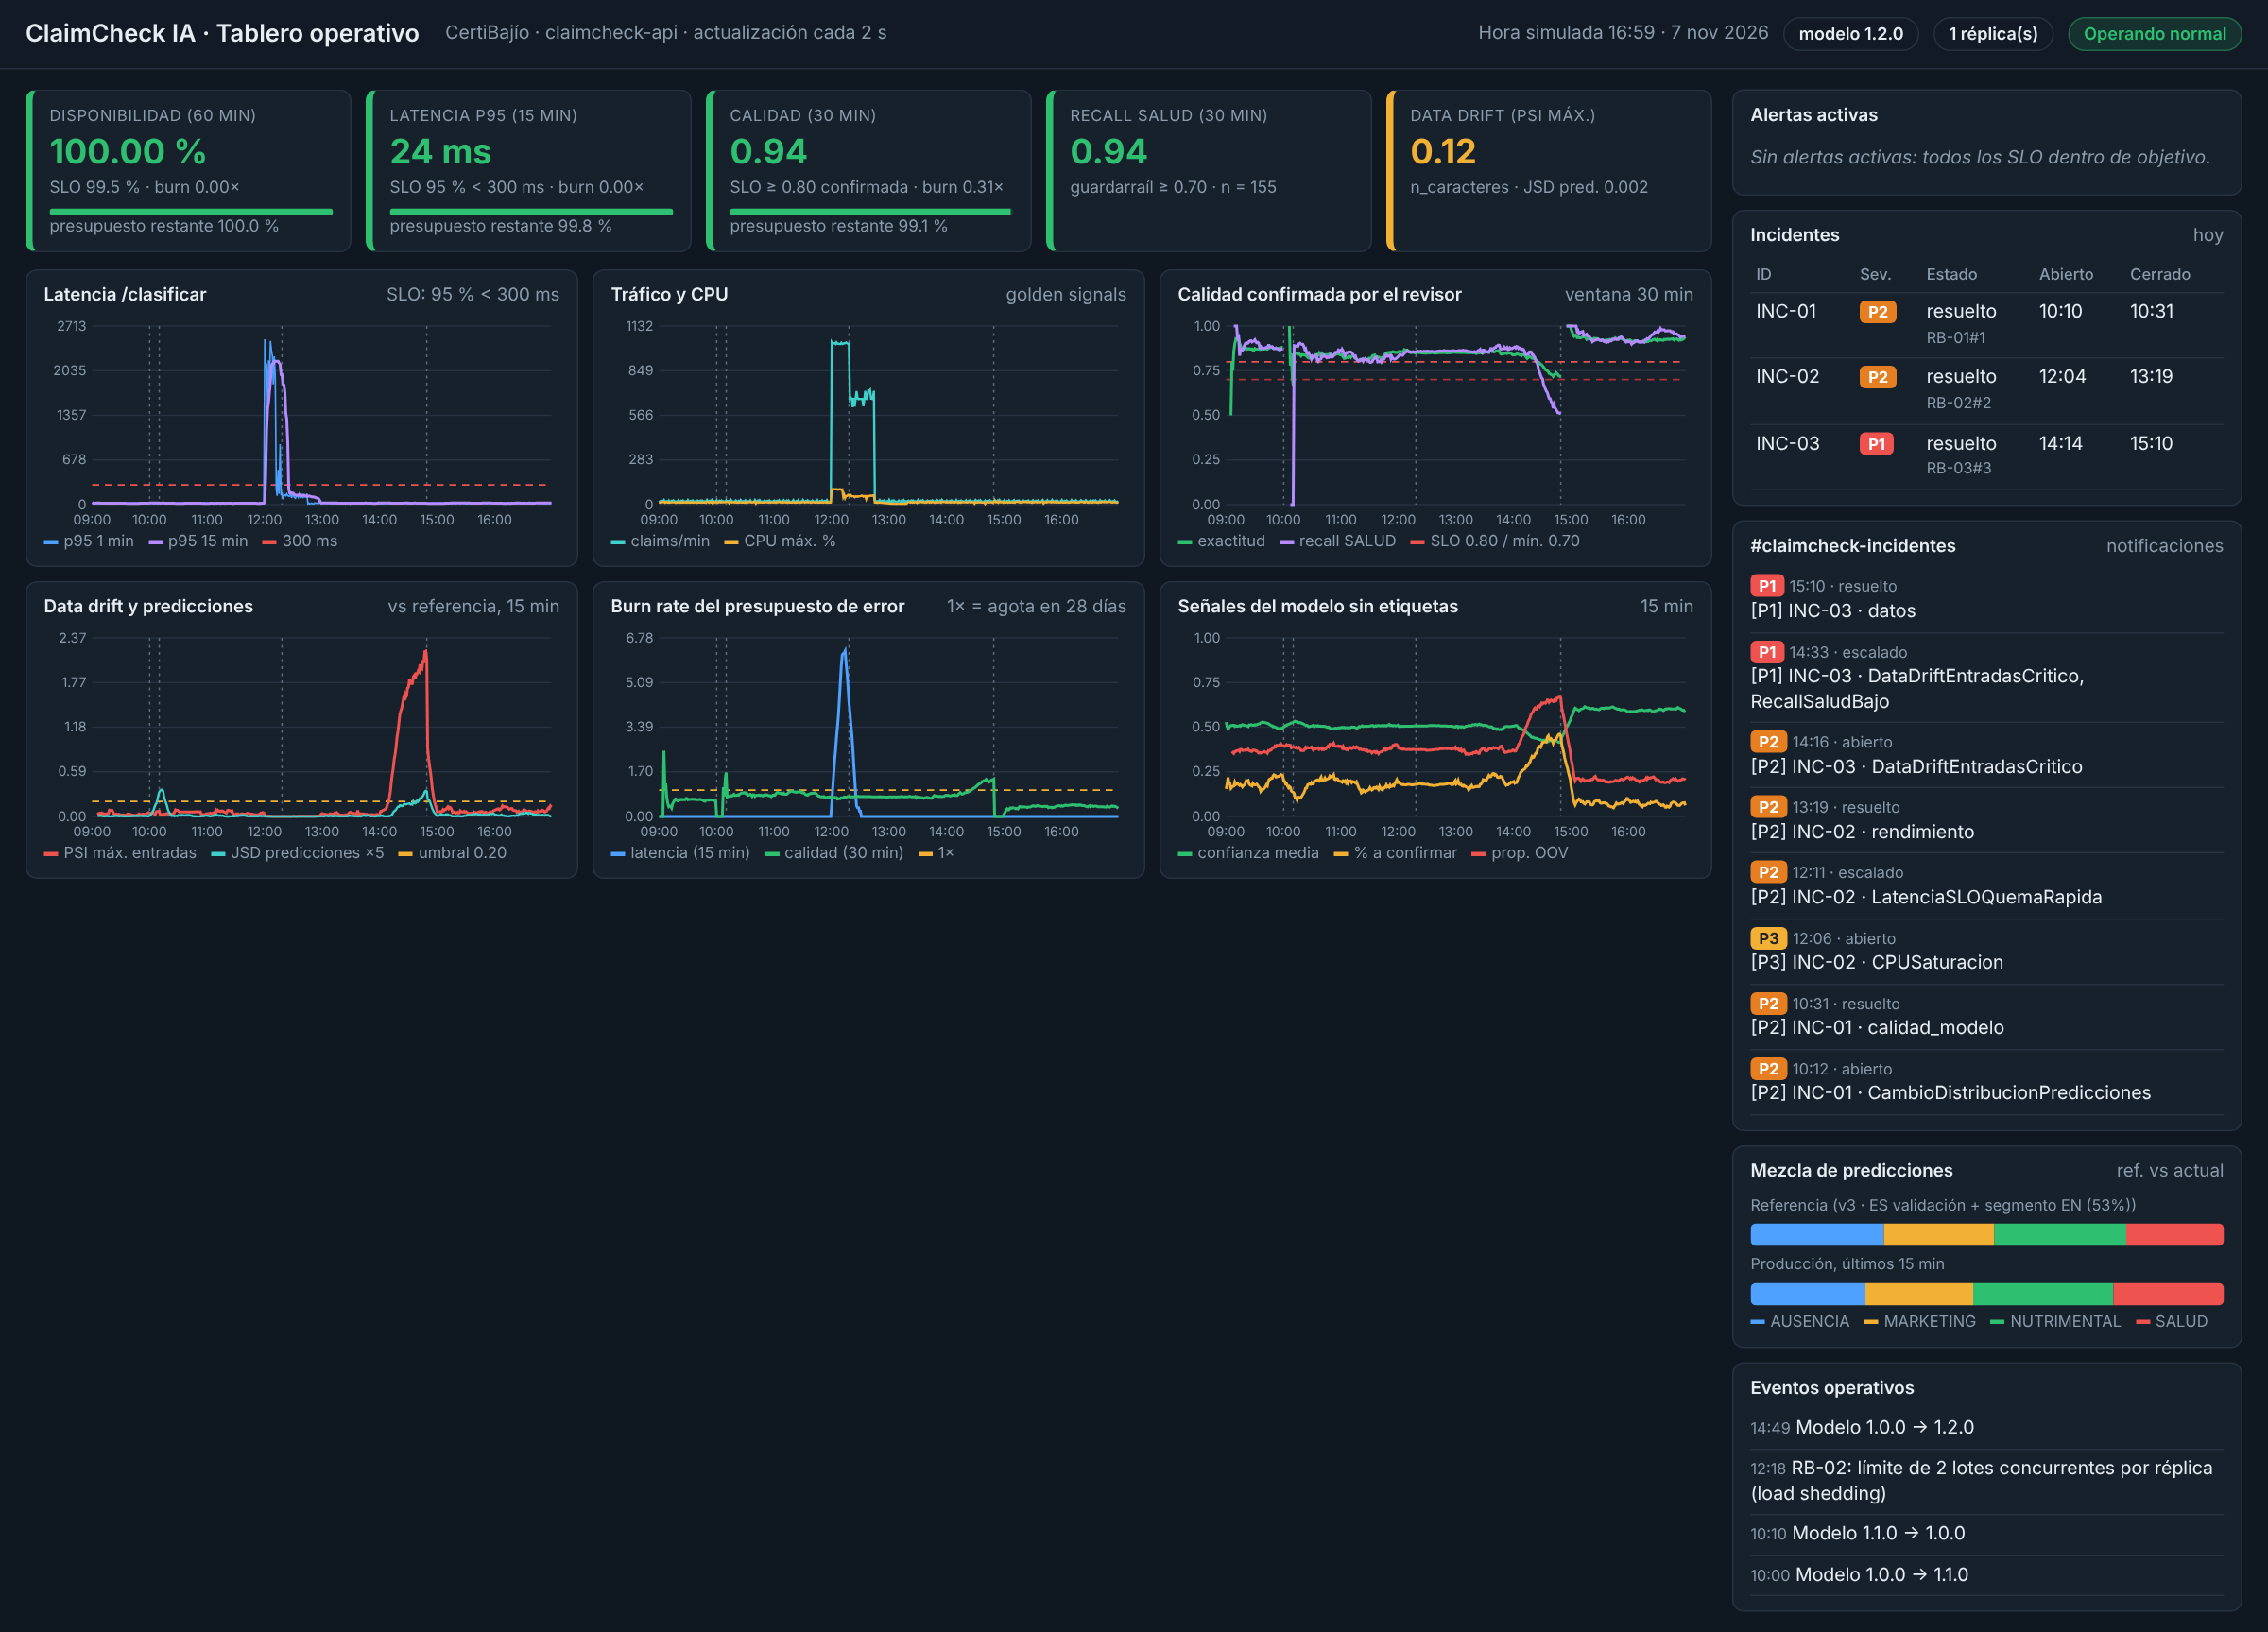 ClaimCheck IA · Tablero operativo
CertiBajío · claimcheck-api · actualización cada 2 s
Hora simulada 16:59 · 7 nov 2026
modelo 1.2.0
1 réplica(s)
Operando normal
DISPONIBILIDAD (60 MIN)
100.00 %
SLO 99.5 % · burn 0.00×
presupuesto restante 100.0 %
LATENCIA P95 (15 MIN)
24 ms
SLO 95 % < 300 ms · burn 0.00×
presupuesto restante 99.8 %
CALIDAD (30 MIN)
0.94
SLO ≥ 0.80 confirmada · burn 0.31×
presupuesto restante 99.1 %
RECALL SALUD (30 MIN)
0.94
guardarraíl ≥ 0.70 · n = 155
DATA DRIFT (PSI MÁX.)
0.12
n_caracteres · JSD pred. 0.002
Latencia /clasificar
SLO: 95 % < 300 ms
2713
2035
1357
678
0
09:00 10:00 11:00 12:00 13:00 14:00 15:00 16:00
p95 1 min p95 15 min 300 ms
Tráfico y CPU
golden signals
1132
849
566
283
0
09:00 10:00 11:00 12:00 13:00 14:00 15:00 16:00
claims/min CPU máx. %
Calidad confirmada por el revisor
ventana 30 min
1.00
0.75
0.50
0.25
0.00
09:00 10:00 11:00 12:00 13:00 14:00 15:00 16:00
exactitud recall SALUD SLO 0.80 / mín. 0.70
Data drift y predicciones
vs referencia, 15 min
2.37
1.77
1.18
0.59
0.00
09:00 10:00 11:00 12:00 13:00 14:00 15:00 16:00
PSI máx. entradas JSD predicciones ×5 umbral 0.20
Burn rate del presupuesto de error
1× = agota en 28 días
6.78
5.09
3.39
1.70
0.00
09:00 10:00 11:00 12:00 13:00 14:00 15:00 16:00
latencia (15 min) calidad (30 min) 1×
Señales del modelo sin etiquetas
15 min
1.00
0.75
0.50
0.25
0.00
09:00 10:00 11:00 12:00 13:00 14:00 15:00 16:00
confianza media % a confirmar prop. OOV
Alertas activas
Sin alertas activas: todos los SLO dentro de objetivo.
Incidentes
hoy
ID Sev. Estado Abierto Cerrado
INC-01 P2 resuelto 10:10 10:31
RB-01#1
INC-02 P2 resuelto 12:04 13:19
RB-02#2
INC-03 P1 resuelto 14:14 15:10
RB-03#3
#claimcheck-incidentes
notificaciones
P1 15:10 · resuelto
[P1] INC-03 · datos
P1 14:33 · escalado
[P1] INC-03 · DataDriftEntradasCritico,
RecallSaludBajo
P2 14:16 · abierto
[P2] INC-03 · DataDriftEntradasCritico
P2 13:19 · resuelto
[P2] INC-02 · rendimiento
P2 12:11 · escalado
[P2] INC-02 · LatenciaSLOQuemaRapida
P3 12:06 · abierto
[P3] INC-02 · CPUSaturacion
P2 10:31 · resuelto
[P2] INC-01 · calidad_modelo
P2 10:12 · abierto
[P2] INC-01 · CambioDistribucionPredicciones
Mezcla de predicciones
ref. vs actual
Referencia (v3 · ES validación + segmento EN (53%))
Producción, últimos 15 min
AUSENCIA MARKETING NUTRIMENTAL SALUD
Eventos operativos
14:49 Modelo 1.0.0 → 1.2.0
12:18 RB-02: límite de 2 lotes concurrentes por réplica
(load shedding)
10:10 Modelo 1.1.0 → 1.0.0
10:00 Modelo 1.0.0 → 1.1.0